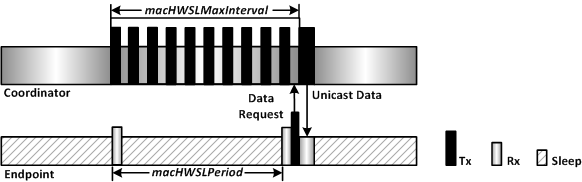 macHWSLMaxInterval
Coordinator
Data
Request
Unicast Data
Endpoint
macHWSLPeriod
Tx
Rx
Sleep